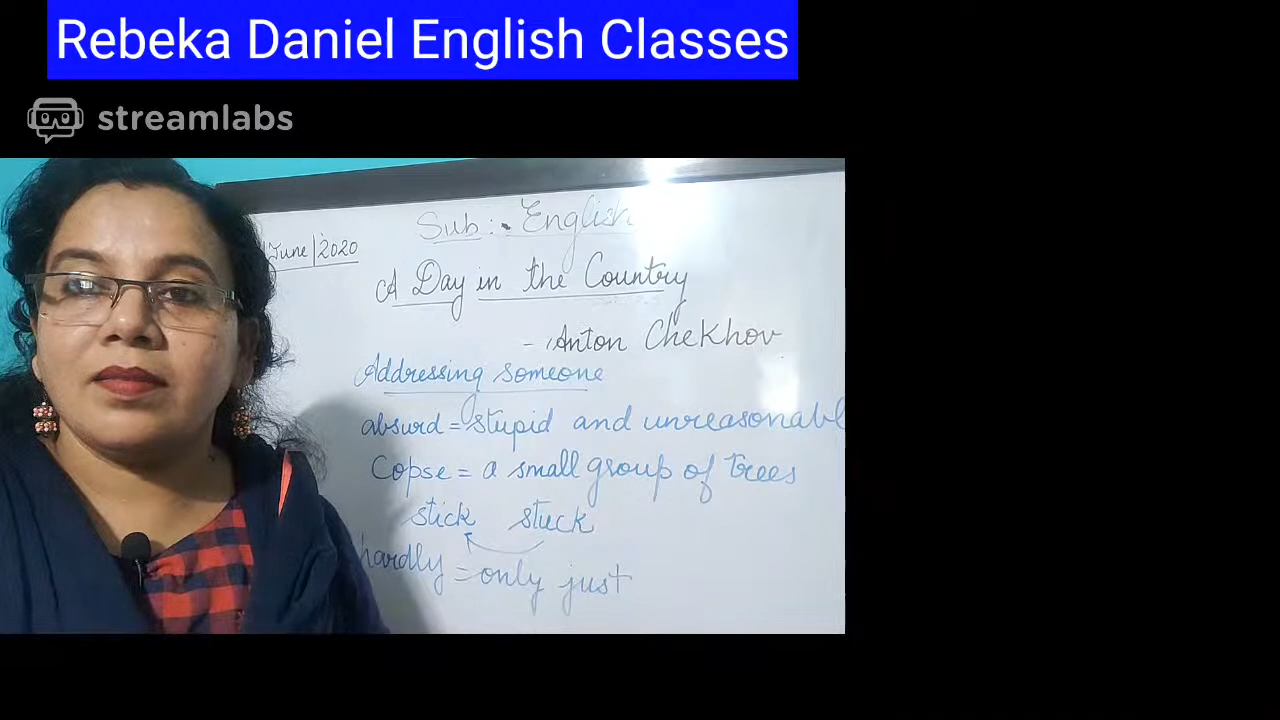 Rebeka Daniel English Classes
streamlabs
Sub:- English
June|2020
A Day in the Country
- Anton Chekhov
Addressing someone
absurd = stupid and unreasonabl
Copse = a small group of trees
stick stuck
hardly = only just